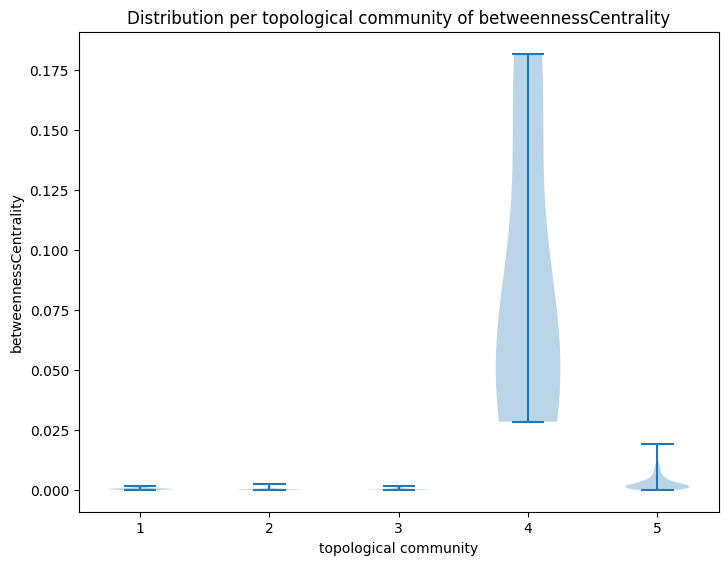 Distribution per topological community of betweennessCentrality
betweennessCentrality
0.175
0.150
0.125
0.100
0.075
0.050
0.025
0.000
1 2 3 4 5
topological community